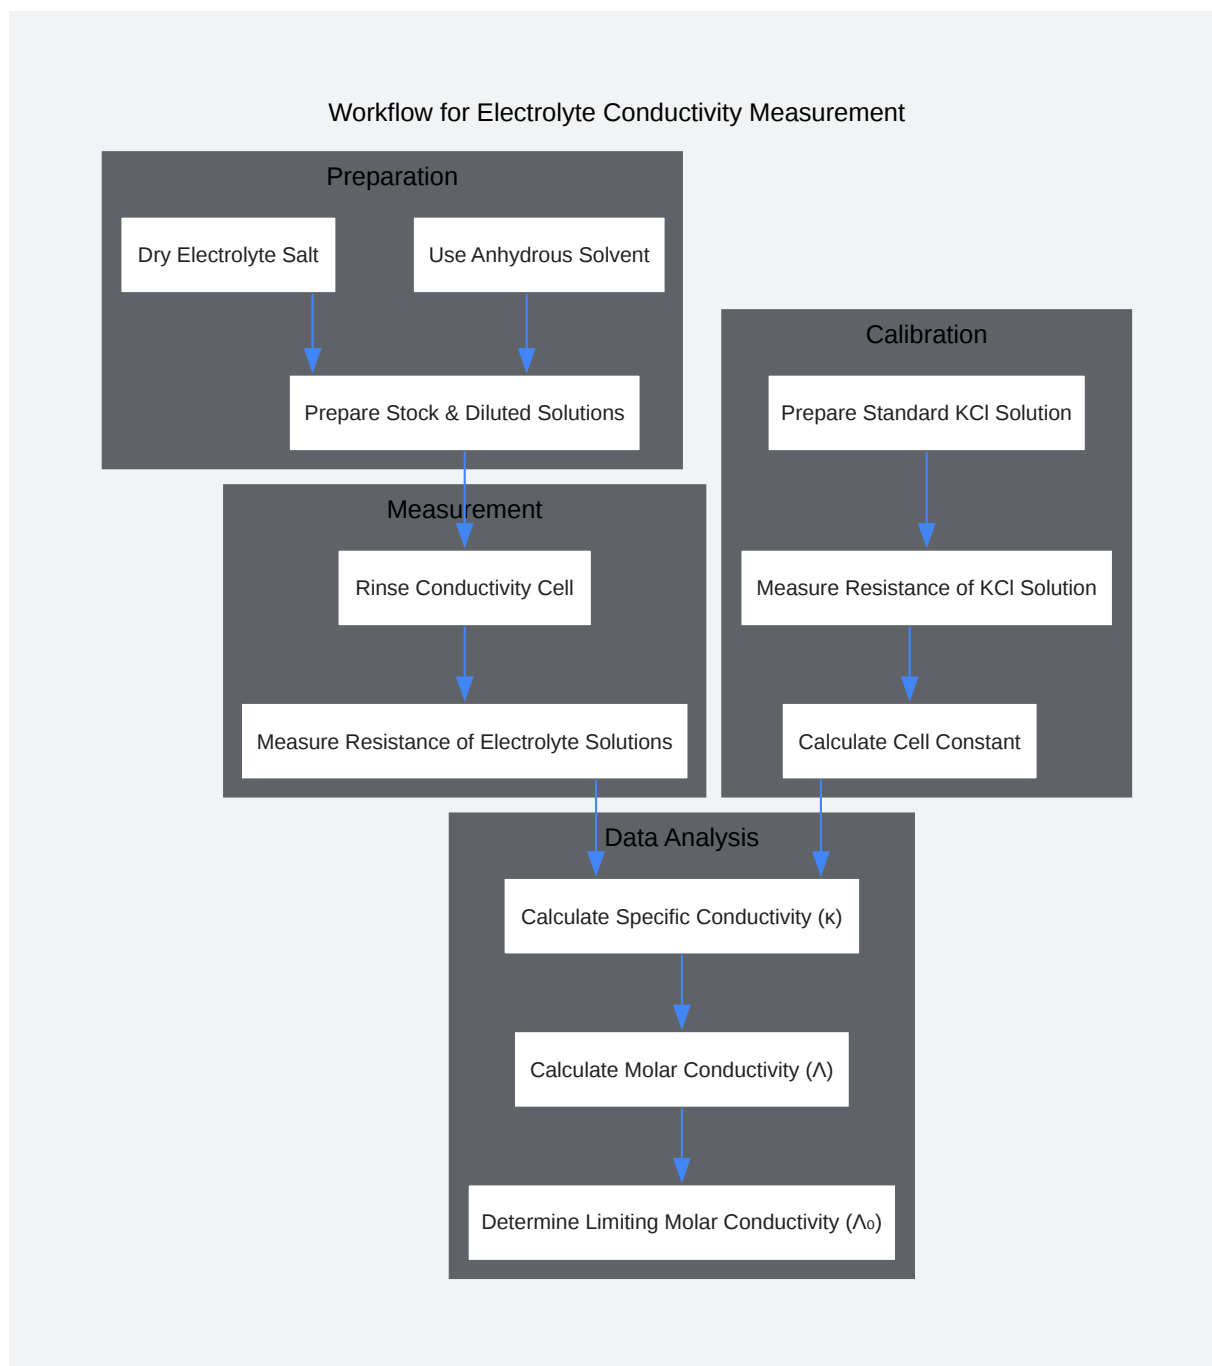 Workflow for Electrolyte Conductivity Measurement
Preparation
Dry Electrolyte Salt
Use Anhydrous Solvent
Prepare Stock & Diluted Solutions
Calibration
Prepare Standard KCl Solution
Measure Resistance of KCl Solution
Calculate Cell Constant
Measurement
Rinse Conductivity Cell
Measure Resistance of Electrolyte Solutions
Data Analysis
Calculate Specific Conductivity (κ)
Calculate Molar Conductivity (Λ)
Determine Limiting Molar Conductivity (Λ₀)